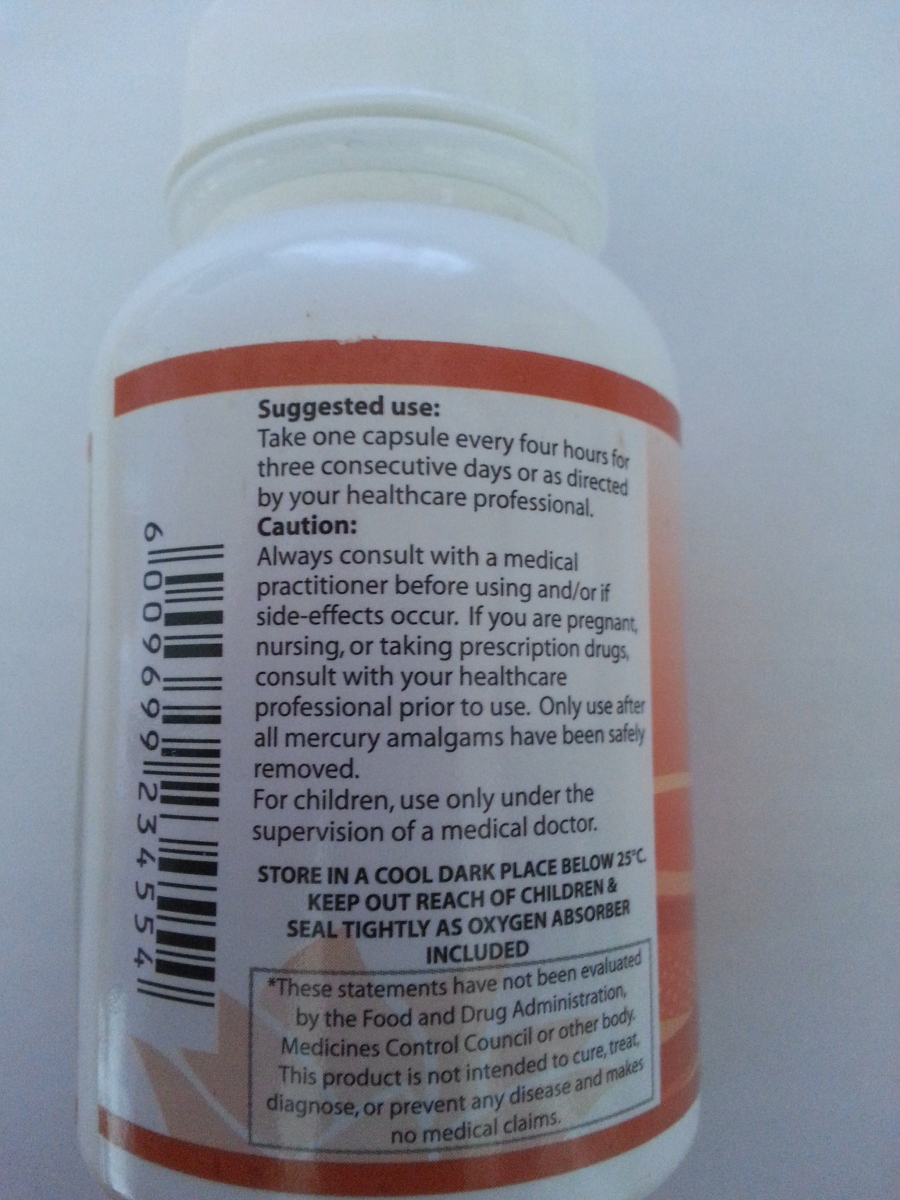 Suggested use:
Take one capsule every four hours for
three consecutive days or as directed
by your healthcare professional.
Caution:
Always consult with a medical
practitioner before using and/or if
side-effects occur. If you are pregnant,
nursing, or taking prescription drugs,
consult with your healthcare
professional prior to use. Only use after
all mercury amalgams have been safely
removed.
For children, use only under the
supervision of a medical doctor.
STORE IN A COOL DARK PLACE BELOW 25°C.
KEEP OUT REACH OF CHILDREN &
SEAL TIGHTLY AS OXYGEN ABSORBER
INCLUDED
*These statements have not been evaluated
by the Food and Drug Administration,
Medicines Control Council or other body.
This product is not intended to cure, treat,
diagnose, or prevent any disease and makes
no medical claims.
6 009699 234554